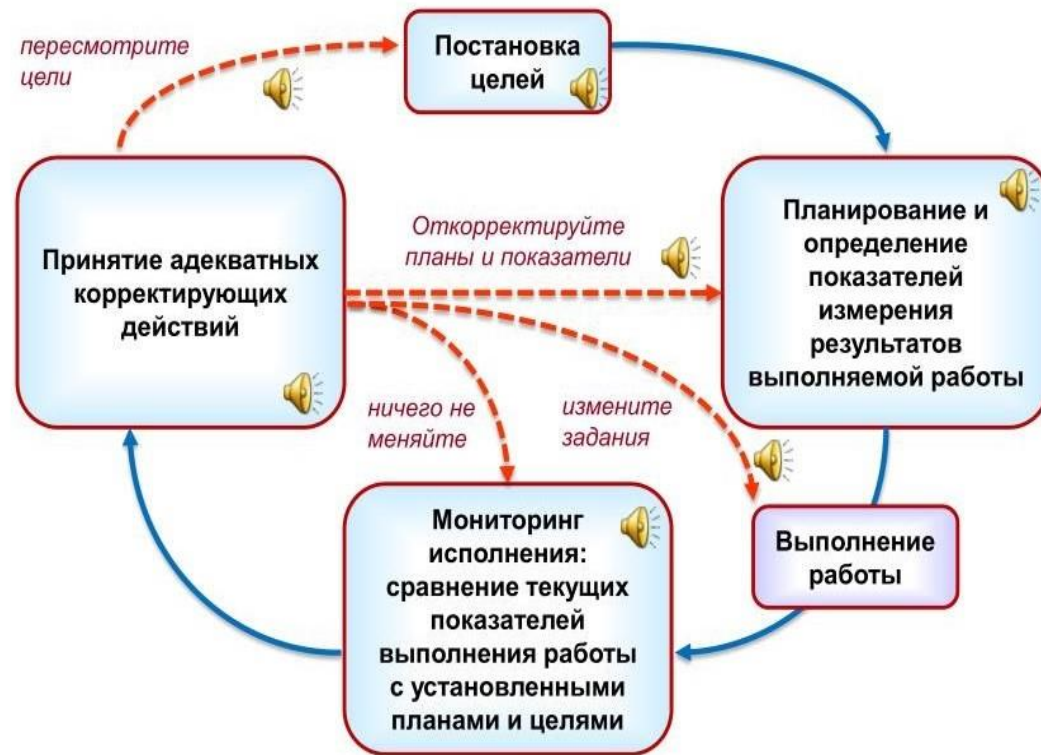 пересмотрите
цели
Постановка
целей
Принятие адекватных
корректирующих
действий
Откорректируйте
планы и показатели
Планирование и
определение
показателей
измерения
результатов
выполняемой работы
ничего не
меняйте
измените
задания
Мониторинг
исполнения:
сравнение текущих
показателей
выполнения работы
с установленными
планами и целями
Выполнение
работы